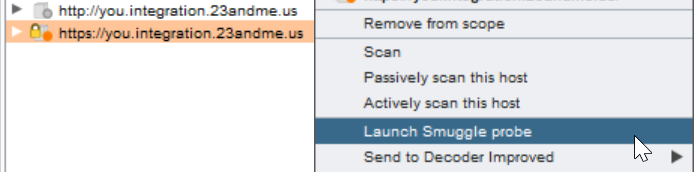 http://you.integration.23andme.us
https://you.integration.23andme.us
Remove from scope
Scan
Passively scan this host
Actively scan this host
Launch Smuggle probe
Send to Decoder Improved